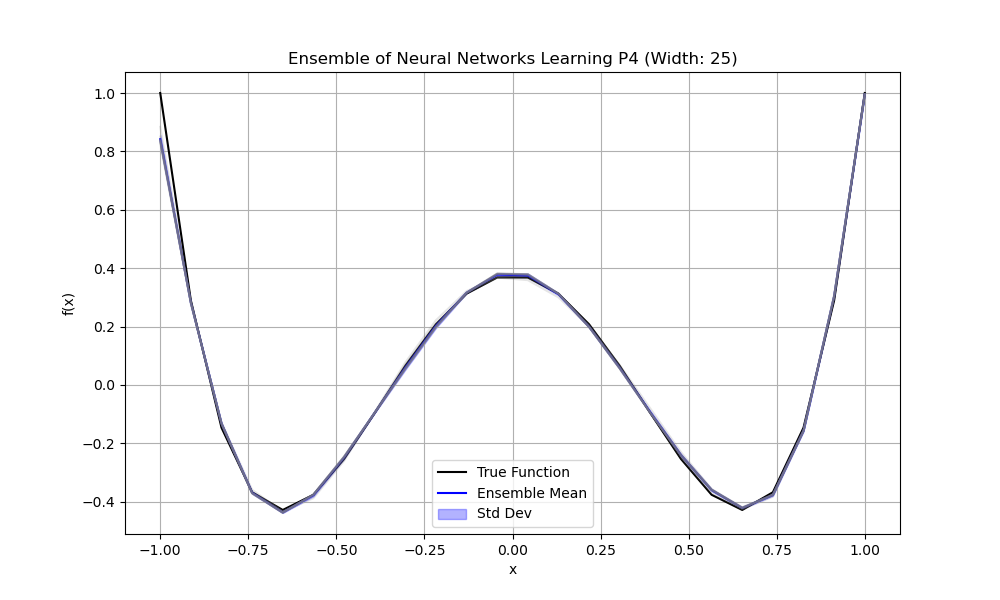 Ensemble of Neural Networks Learning P4 (Width: 25)
1.0
0.8
0.6
0.4
0.2
0.0
−0.2
−0.4
f(x)
True Function
Ensemble Mean
Std Dev
−1.00 −0.75 −0.50 −0.25 0.00 0.25 0.50 0.75 1.00
x